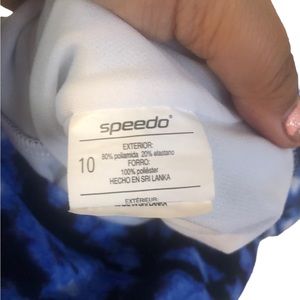 speedo®
EXTERIOR:
80% poliamida 20% elastano
10
FORRO:
100% poliéster
HECHO EN SRI LANKA
EXTÉRIEUR